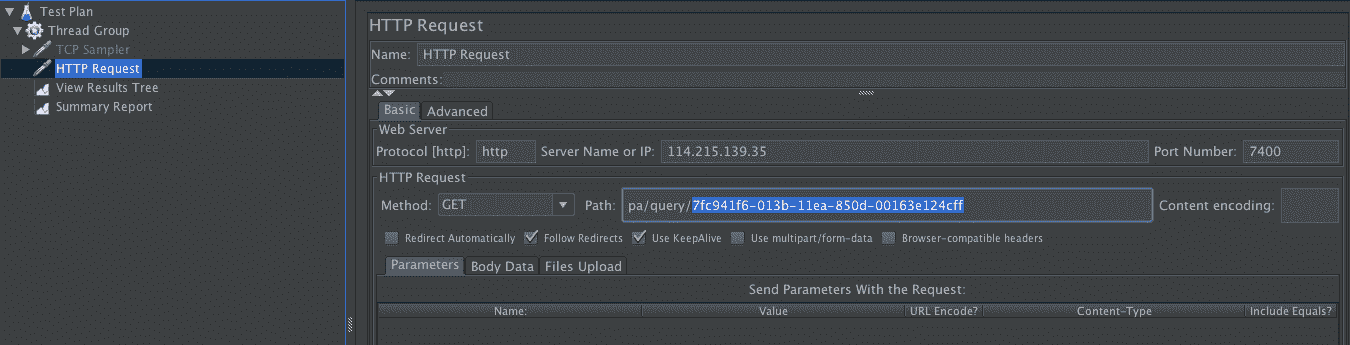 Test Plan
Thread Group
TCP Sampler
HTTP Request
View Results Tree
Summary Report
HTTP Request
Name: HTTP Request
Comments:
Basic Advanced
Web Server
Protocol [http]: http Server Name or IP: 114.215.139.35 Port Number: 7400
HTTP Request
Method: GET Path: pa/query/7fc941f6-013b-11ea-850d-00163e124cff Content encoding:
Redirect Automatically Follow Redirects Use KeepAlive Use multipart/form-data Browser-compatible headers
Parameters Body Data Files Upload
Send Parameters With the Request:
Name: Value URL Encode? Content-Type Include Equals?